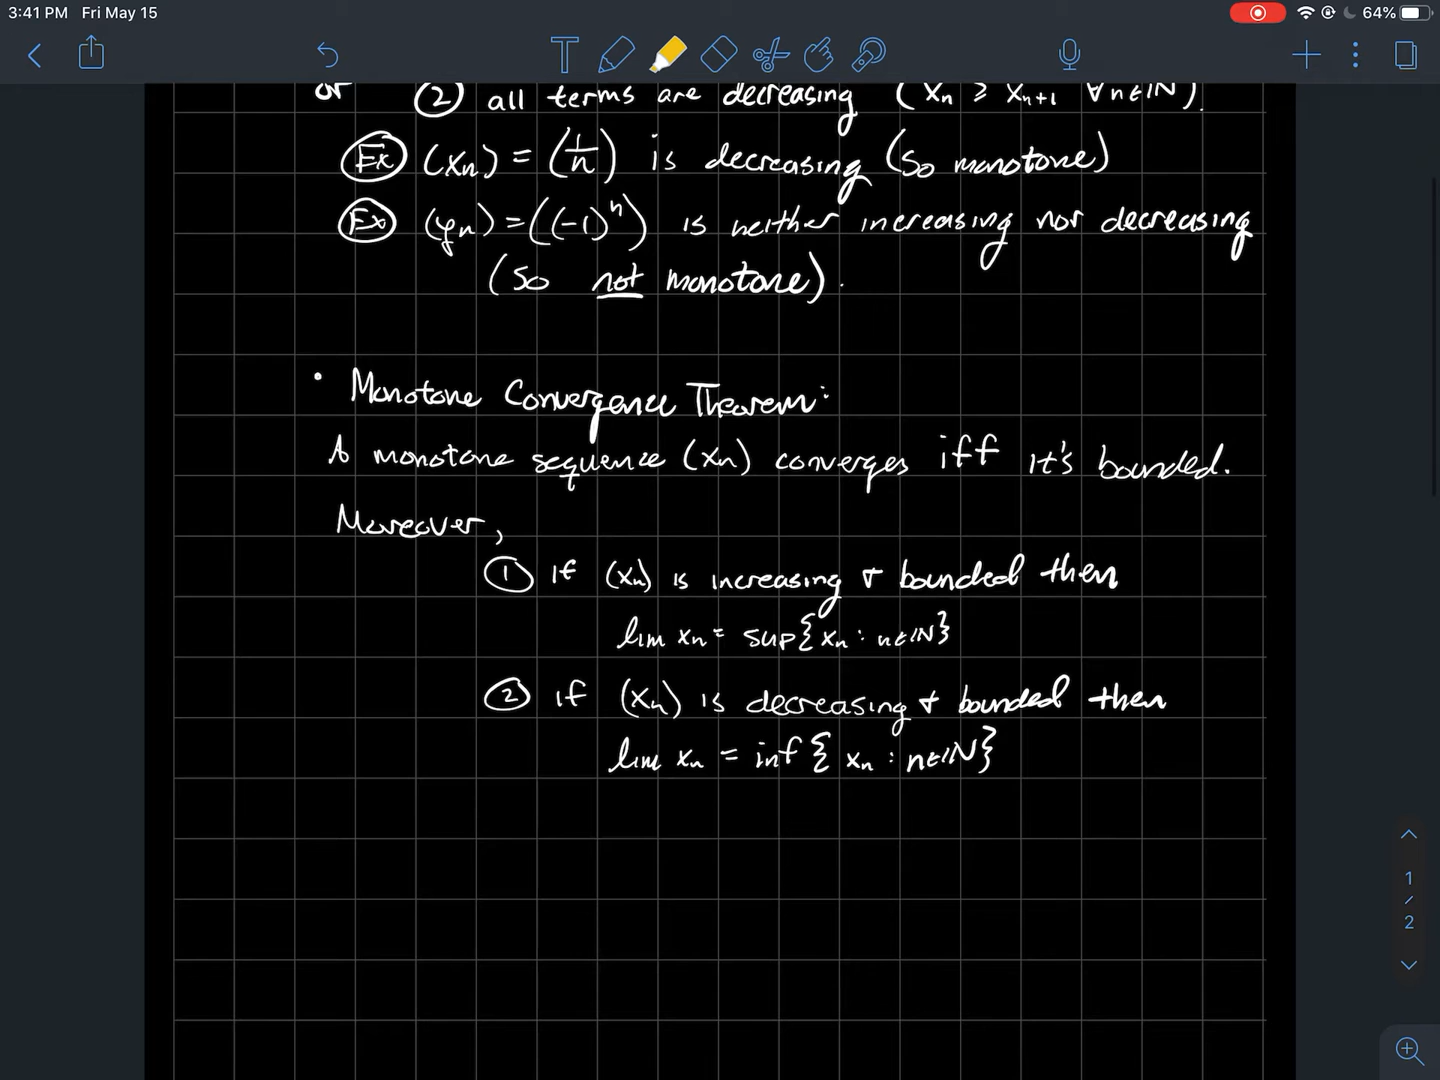 3:41 PM Fri May 15
64%
or ② all terms are decreasing (xₙ ≥ xₙ₊₁ ∀n∈ℕ).
Ex (xₙ) = (1/n) is decreasing (so monotone)
Ex (yₙ) = ((-1)ⁿ) is neither increasing nor decreasing
(so not monotone).
• Monotone Convergence Theorem:
A monotone sequence (xₙ) converges iff it's bounded.
Moreover,
① if (xₙ) is increasing + bounded then
lim xₙ = sup{xₙ : n∈ℕ}
② if (xₙ) is decreasing + bounded then
lim xₙ = inf{xₙ : n∈ℕ}
1
/
2